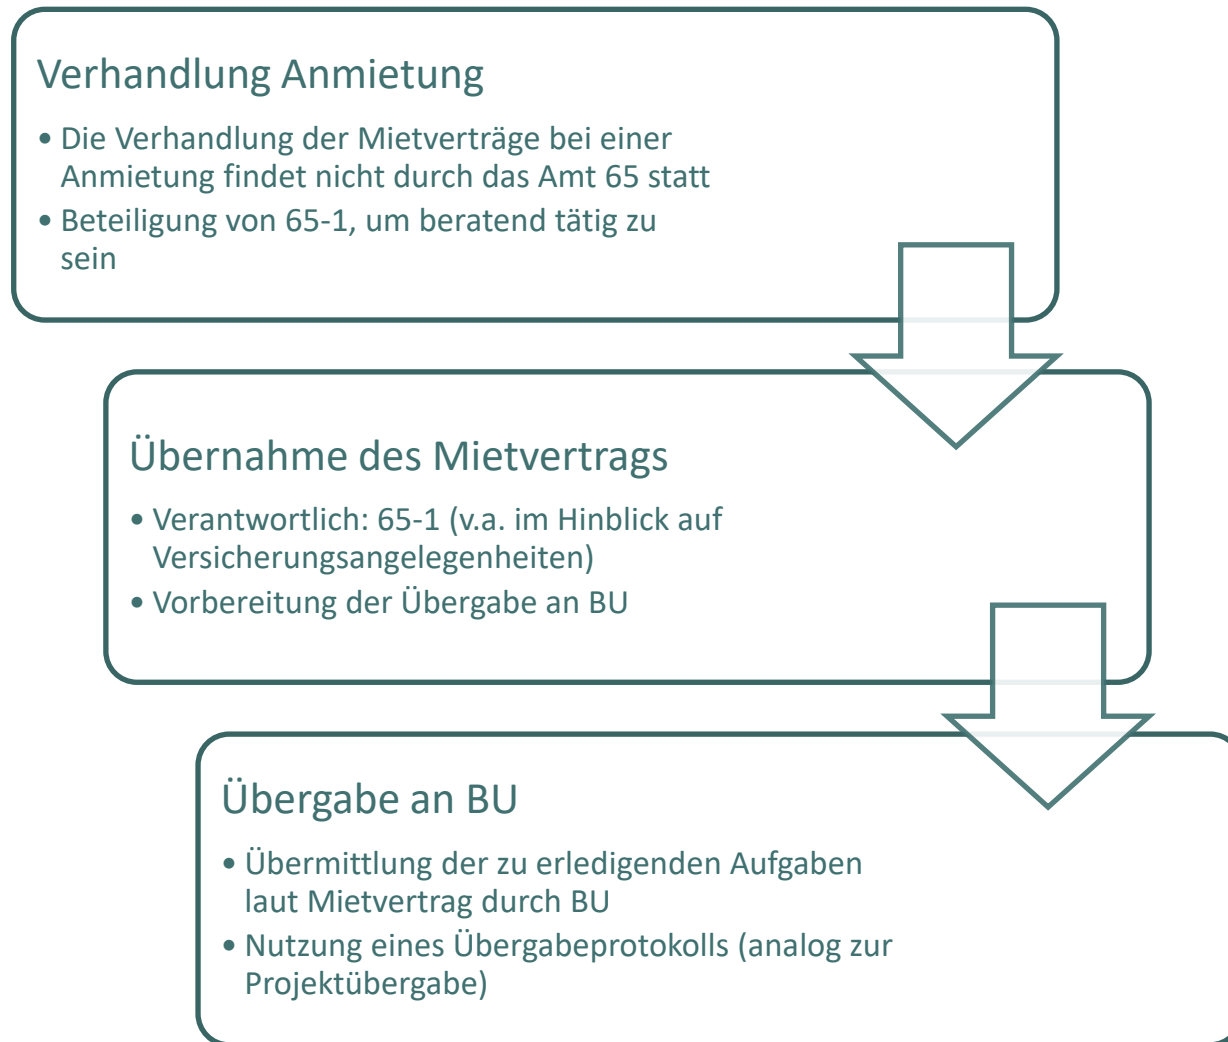 Verhandlung Anmietung
• Die Verhandlung der Mietverträge bei einer
Anmietung findet nicht durch das Amt 65 statt
• Beteiligung von 65-1, um beratend tätig zu
sein
Übernahme des Mietvertrags
• Verantwortlich: 65-1 (v.a. im Hinblick auf
Versicherungsangelegenheiten)
• Vorbereitung der Übergabe an BU
Übergabe an BU
• Übermittlung der zu erledigenden Aufgaben
laut Mietvertrag durch BU
• Nutzung eines Übergabeprotokolls (analog zur
Projektübergabe)